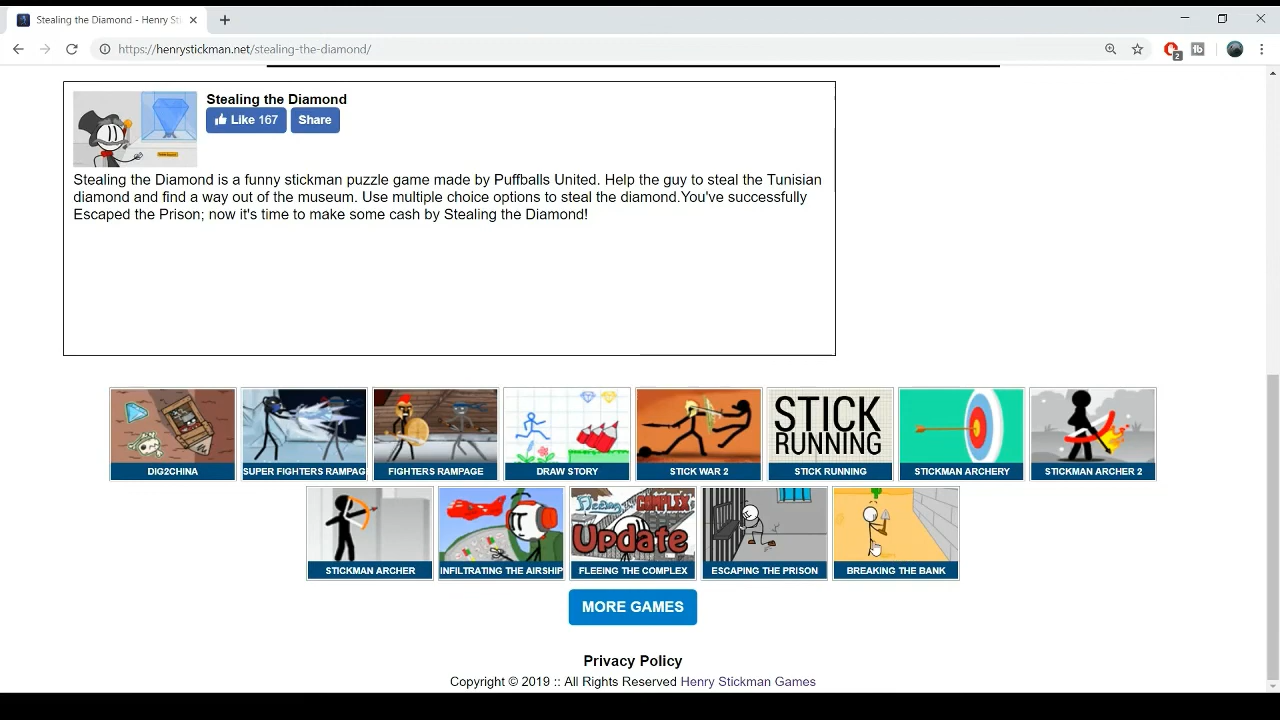 Stealing the Diamond - Henry Sti
https://henrystickman.net/stealing-the-diamond/
2
tb
Stealing the Diamond
Like 167 Share
Stealing the Diamond is a funny stickman puzzle game made by Puffballs United. Help the guy to steal the Tunisian
diamond and find a way out of the museum. Use multiple choice options to steal the diamond.You've successfully
Escaped the Prison; now it's time to make some cash by Stealing the Diamond!
STICK
RUNNING
DIG2CHINA SUPER FIGHTERS RAMPAG FIGHTERS RAMPAGE DRAW STORY STICK WAR 2 STICK RUNNING STICKMAN ARCHERY STICKMAN ARCHER 2
Fleeing the COMPLEX
Update
STICKMAN ARCHER INFILTRATING THE AIRSHIP FLEEING THE COMPLEX ESCAPING THE PRISON BREAKING THE BANK
MORE GAMES
Privacy Policy
Copyright © 2019 :: All Rights Reserved Henry Stickman Games